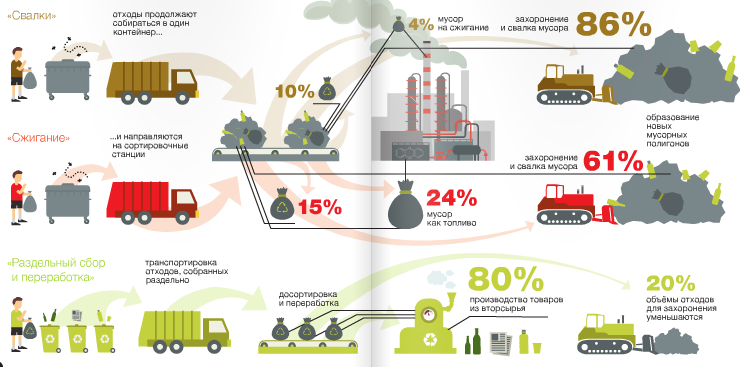 «Свалки»
отходы продолжают
собираться в один
контейнер...
4%
мусор
на сжигание
захоронение
и свалка мусора
86%
10%
«Сжигание»
...и направляются
на сортировочные
станции
образование
новых
мусорных
полигонов
захоронение
и свалка мусора
61%
15%
24%
мусор
как топливо
«Раздельный сбор
и переработка»
транспортировка
отходов, собранных
раздельно
досортировка
и переработка
80%
производство товаров
из вторсырья
20%
объёмы отходов
для захоронения
уменьшаются